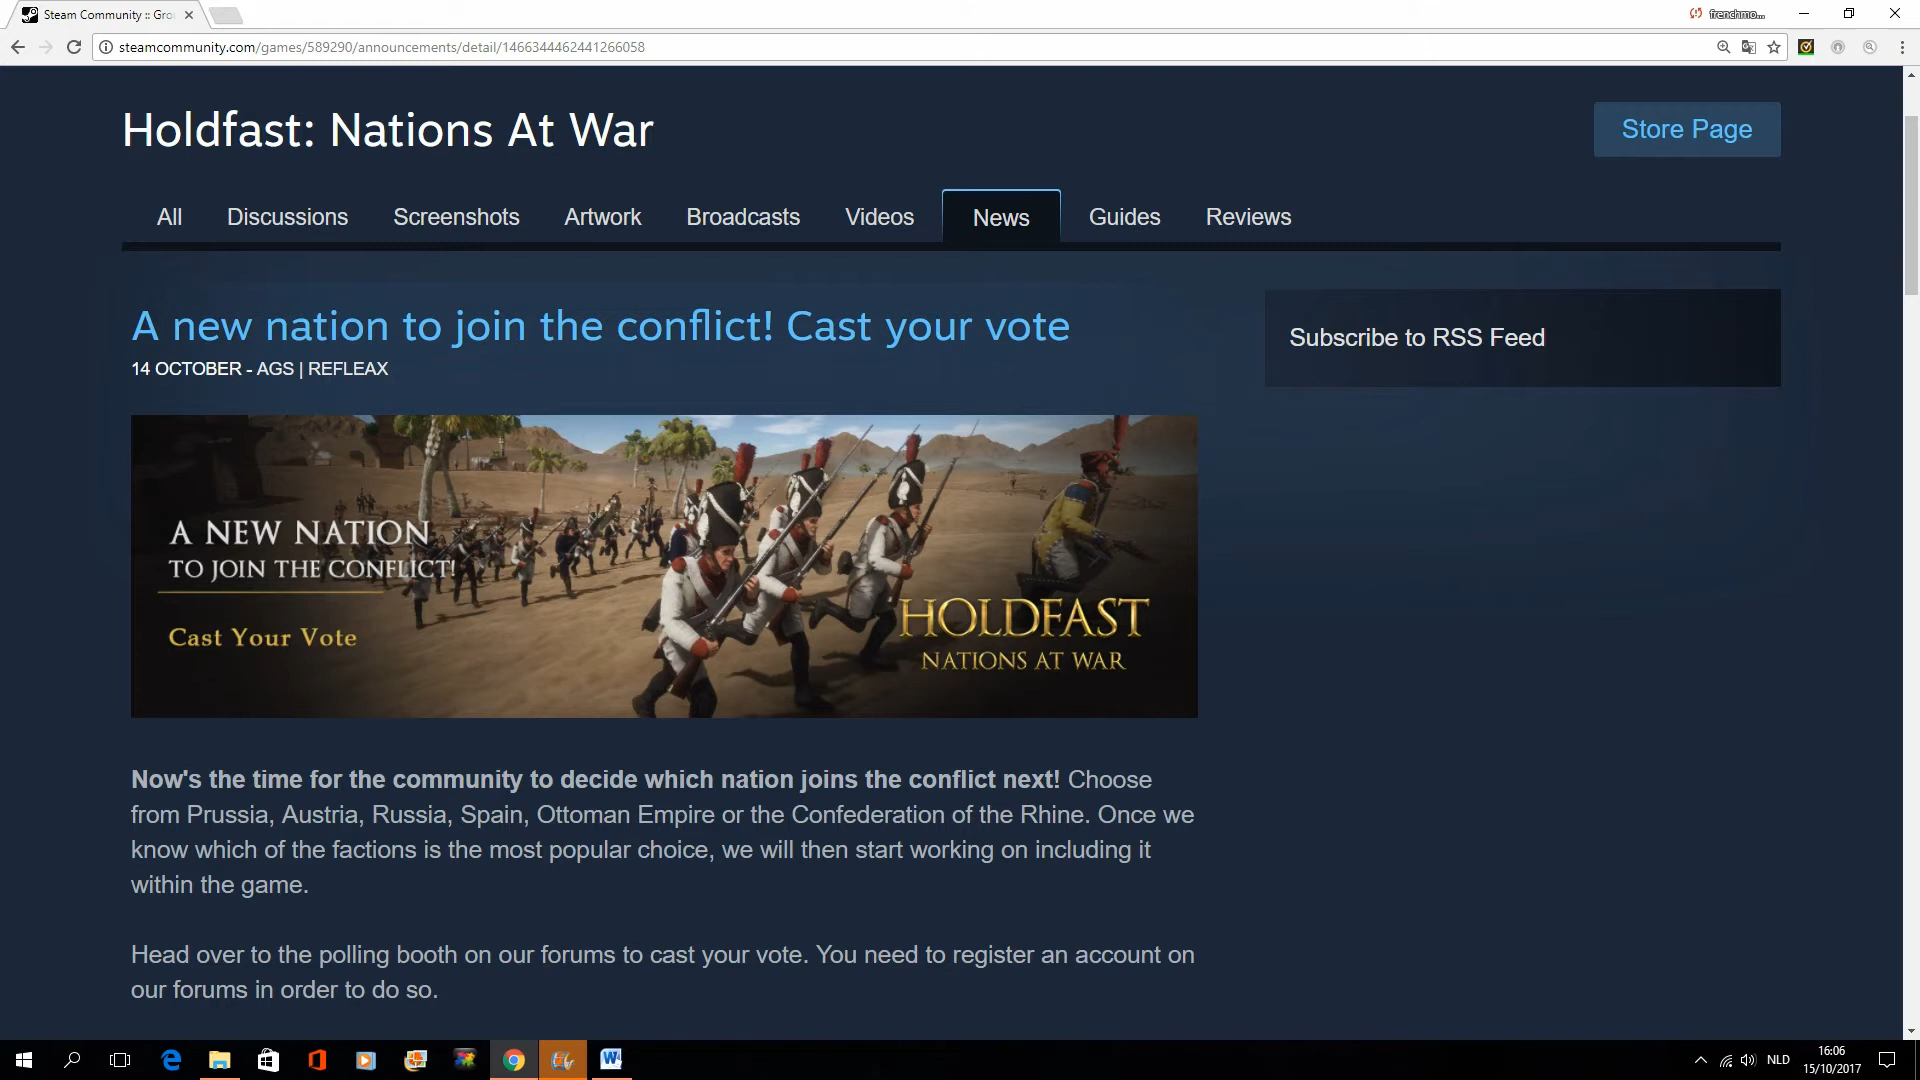 Steam Community :: Gro
frenchmo...
steamcommunity.com/games/589290/announcements/detail/1466344462441266058
Holdfast: Nations At War
Store Page
All Discussions Screenshots Artwork Broadcasts Videos News Guides Reviews
A new nation to join the conflict! Cast your vote
14 OCTOBER - AGS | REFLEAX
Subscribe to RSS Feed
A NEW NATION
TO JOIN THE CONFLICT!
Cast Your Vote
HOLDFAST
NATIONS AT WAR
Now's the time for the community to decide which nation joins the conflict next! Choose
from Prussia, Austria, Russia, Spain, Ottoman Empire or the Confederation of the Rhine. Once we
know which of the factions is the most popular choice, we will then start working on including it
within the game.
Head over to the polling booth on our forums to cast your vote. You need to register an account on
our forums in order to do so.
NLD
16:06
15/10/2017